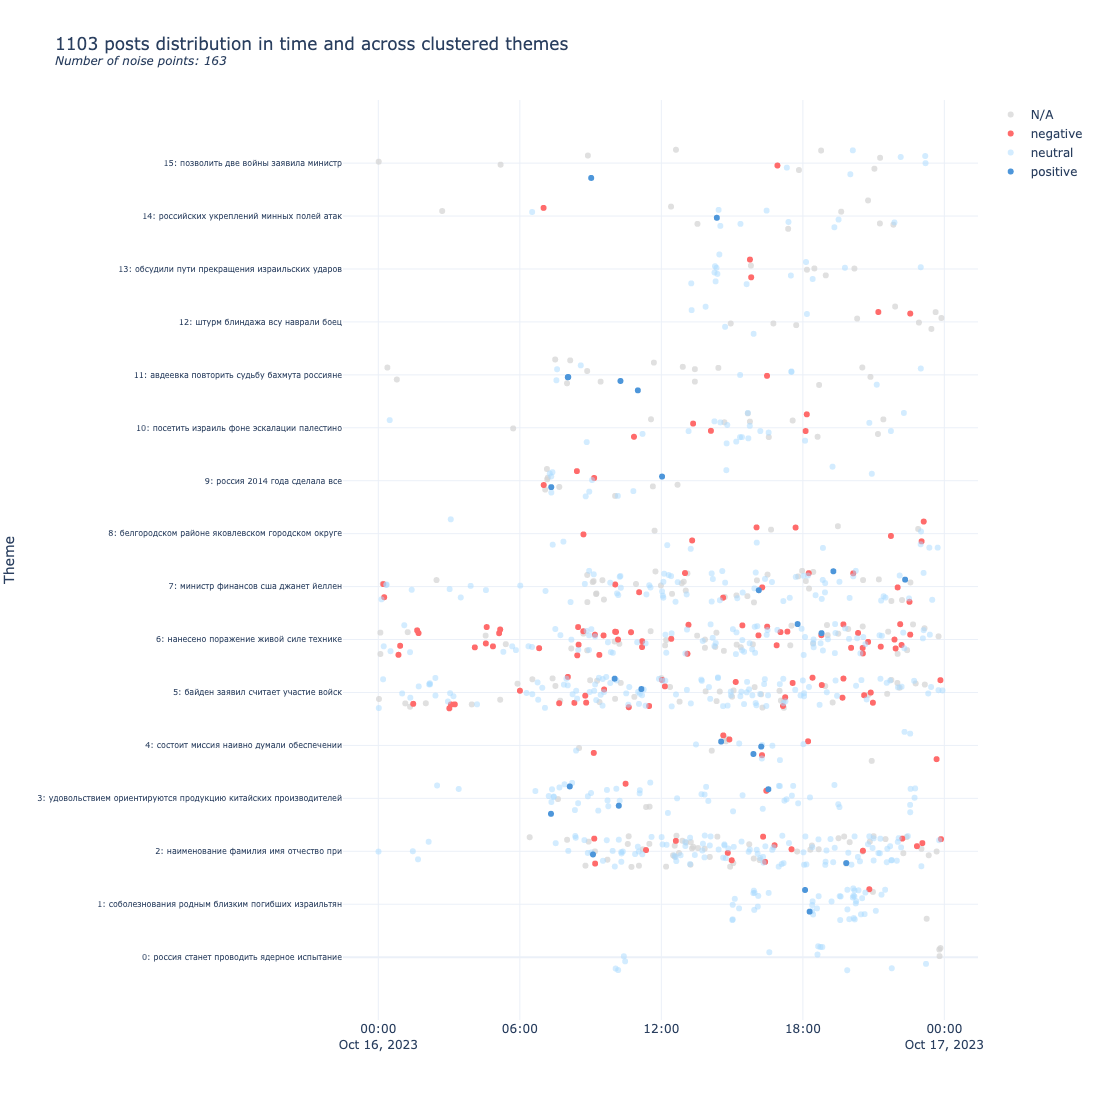 1103 posts distribution in time and across clustered themes
Number of noise points: 163
N/A
negative
neutral
positive
Theme
15: позволить две войны заявила министр
14: российских укреплений минных полей атак
13: обсудили пути прекращения израильских ударов
12: штурм блиндажа всу наврали боец
11: авдеевка повторить судьбу бахмута россияне
10: посетить израиль фоне эскалации палестино
9: россия 2014 года сделала все
8: белгородском районе яковлевском городском округе
7: министр финансов сша джанет йеллен
6: нанесено поражение живой силе технике
5: байден заявил считает участие войск
4: состоит миссия наивно думали обеспечении
3: удовольствием ориентируются продукцию китайских производителей
2: наименование фамилия имя отчество при
1: соболезнования родным близким погибших израильтян
0: россия станет проводить ядерное испытание
00:00 06:00 12:00 18:00 00:00
Oct 16, 2023 Oct 17, 2023